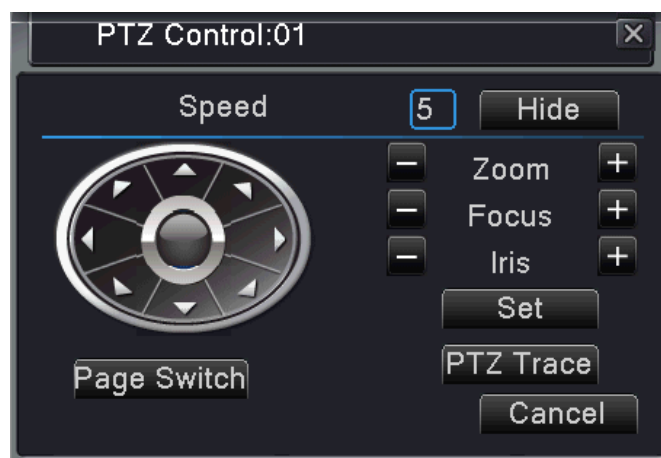 PTZ Control:01
Speed 5 Hide
Zoom
Focus
Iris
Set
Page Switch
PTZ Trace
Cancel